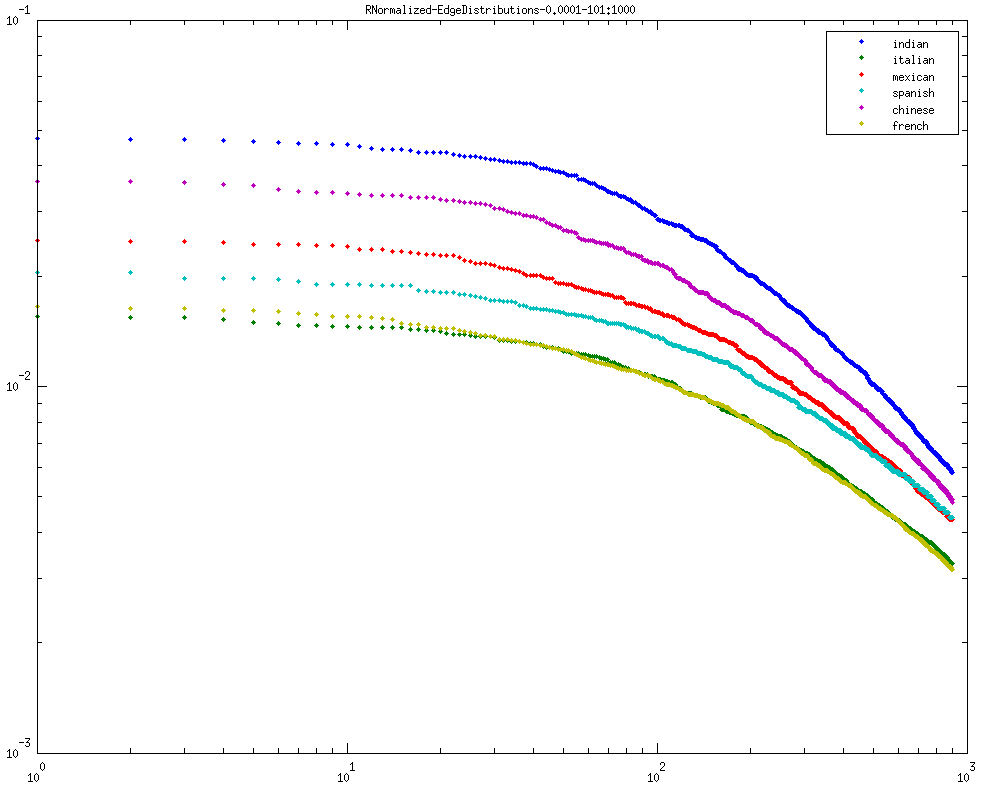 RNormalized-EdgeDistributions-0.0001-101:1000
10^-1
indian
italian
mexican
spanish
chinese
french
10^-2
10^-3
10^0 10^1 10^2 10^3